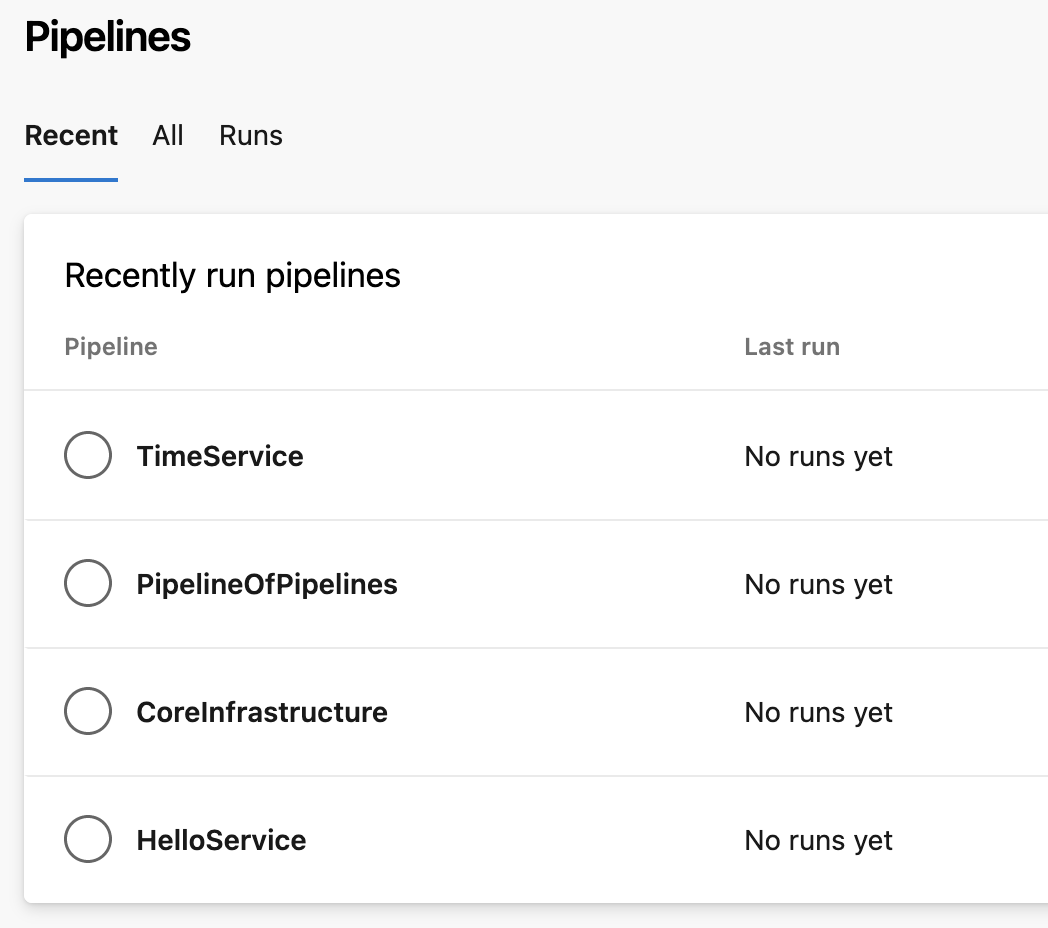 Pipelines
Recent All Runs
Recently run pipelines
Pipeline Last run
TimeService No runs yet
PipelineOfPipelines No runs yet
CoreInfrastructure No runs yet
HelloService No runs yet